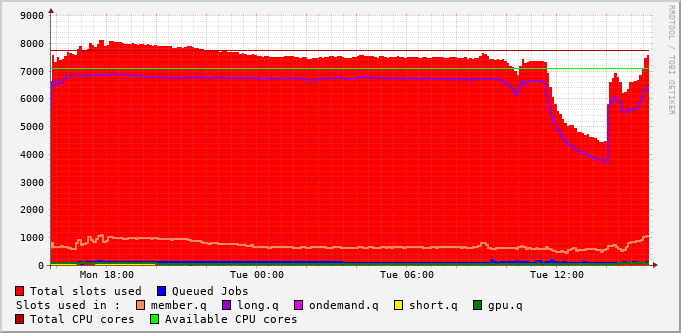 9000
8000
7000
6000
5000
4000
3000
2000
1000
0
Mon 18:00 Tue 00:00 Tue 06:00 Tue 12:00
RRDTOOL / TOBI OETIKER
Total slots used Queued Jobs
Slots used in : member.q long.q ondemand.q short.q gpu.q
Total CPU cores Available CPU cores